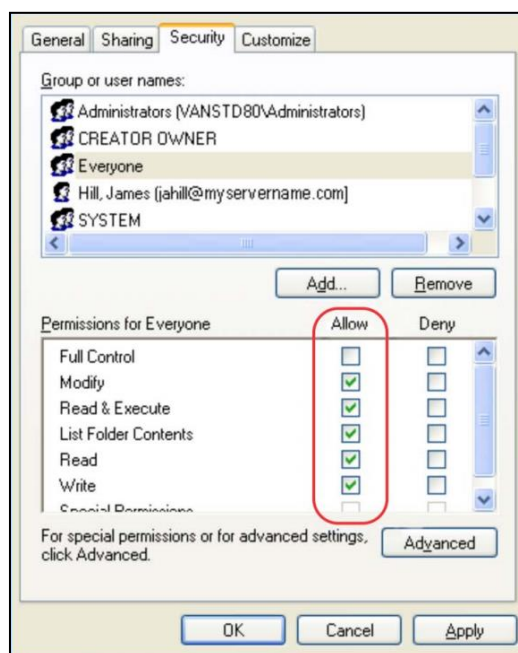 General Sharing Security Customize
Group or user names:
Administrators (VANSTD80\Administrators)
CREATOR OWNER
Everyone
Hill, James (jahill@myservername.com]
SYSTEM
Add... Remove
Permissions for Everyone Allow Deny
Full Control
Modify
Read & Execute
List Folder Contents
Read
Write
Special Permissions
For special permissions or for advanced settings,
click Advanced.
Advanced
OK Cancel Apply